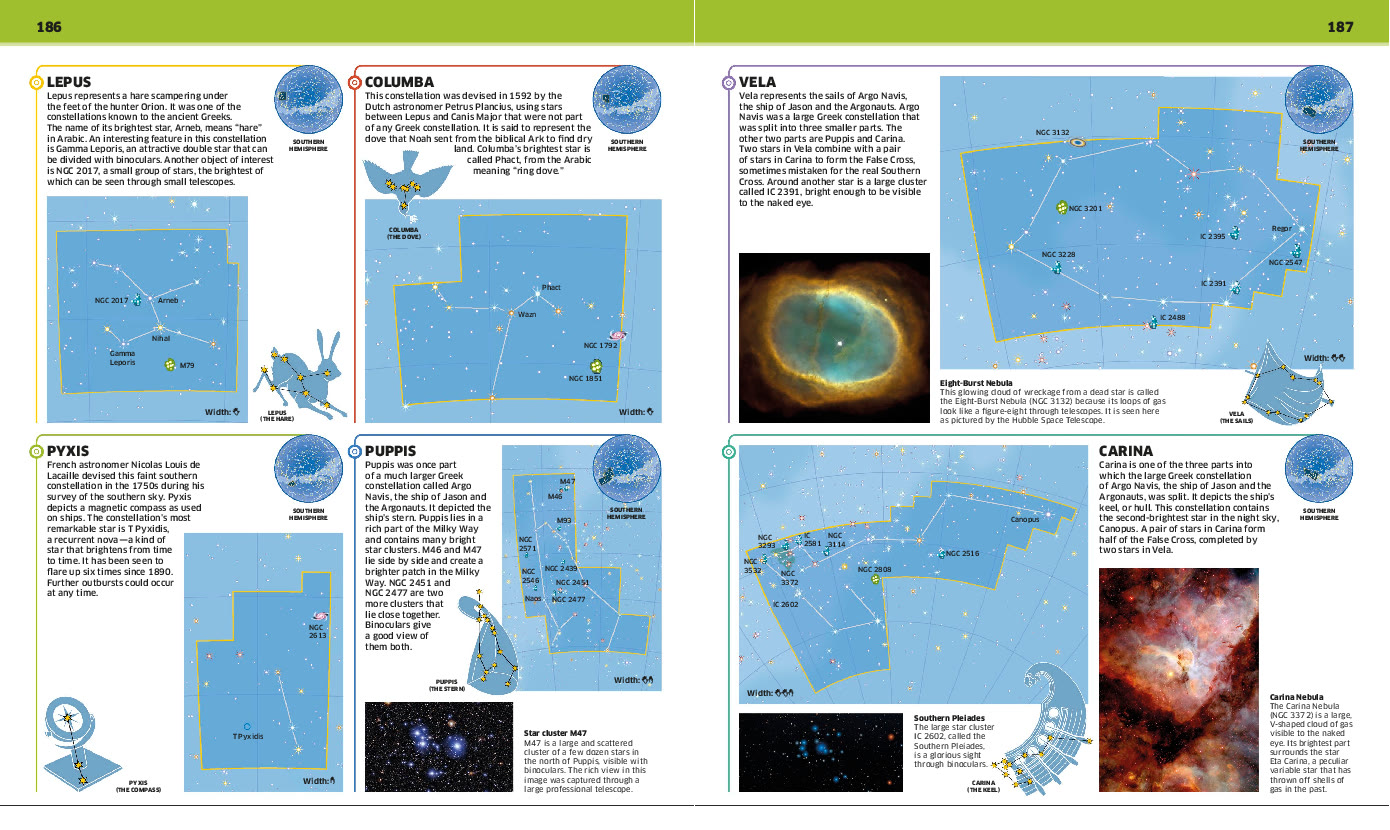 186
187
LEPUS
Lepus represents a hare scampering under
the feet of the hunter Orion. It was one of the
constellations known to the ancient Greeks.
The name of its brightest star, Arneb, means "hare"
in Arabic. An interesting feature in this constellation
is Gamma Leporis, an attractive double star that can
be divided with binoculars. Another object of interest
is NGC 2017, a small group of stars, the brightest of
which can be seen through small telescopes.
SOUTHERN
HEMISPHERE
NGC 2017
Arneb
Nihal
Gamma
Leporis
M79
Width:
LEPUS
(THE HARE)
COLUMBA
This constellation was devised in 1592 by the
Dutch astronomer Petrus Plancius, using stars
between Lepus and Canis Major that were not part
of any Greek constellation. It is said to represent the
dove that Noah sent from the biblical Ark to find dry
land. Columba's brightest star is
called Phact, from the Arabic
meaning "ring dove."
SOUTHERN
HEMISPHERE
COLUMBA
(THE DOVE)
Phact
Wazn
NGC 1792
NGC 1851
Width:
VELA
Vela represents the sails of Argo Navis,
the ship of Jason and the Argonauts. Argo
Navis was a large Greek constellation that
was split into three smaller parts. The
other two parts are Puppis and Carina.
Two stars in Vela combine with a pair
of stars in Carina to form the False Cross,
sometimes mistaken for the real Southern
Cross. Around another star is a large cluster
called IC 2391, bright enough to be visible
to the naked eye.
SOUTHERN
HEMISPHERE
NGC 3132
NGC 3201
Regor
IC 2395
NGC 3228
NGC 2547
IC 2391
IC 2488
Width:
Eight-Burst Nebula
This glowing cloud of wreckage from a dead star is called
the Eight-Burst Nebula (NGC 3132) because its loops of gas
look like a figure-eight through telescopes. It is seen here
as pictured by the Hubble Space Telescope.
VELA
(THE SAILS)
PYXIS
French astronomer Nicolas Louis de
Lacaille devised this faint southern
constellation in the 1750s during his
survey of the southern sky. Pyxis
depicts a magnetic compass as used
on ships. The constellation's most
remarkable star is T Pyxidis,
a recurrent nova—a kind of
star that brightens from time
to time. It has been seen to
flare up six times since 1890.
Further outbursts could occur
at any time.
SOUTHERN
HEMISPHERE
NGC
2613
T Pyxidis
Width:
PYXIS
(THE COMPASS)
PUPPIS
Puppis was once part
of a much larger Greek
constellation called Argo
Navis, the ship of Jason and
the Argonauts. It depicted the
ship's stern. Puppis lies in a
rich part of the Milky Way
and contains many bright
star clusters. M46 and M47
lie side by side and create a
brighter patch in the Milky
Way. NGC 2451 and
NGC 2477 are two
more clusters that
lie close together.
Binoculars give
a good view of
them both.
SOUTHERN
HEMISPHERE
M47
M46
M93
NGC
2571
NGC 2439
NGC
2546
NGC 2451
Naos
NGC 2477
Width:
PUPPIS
(THE STERN)
Star cluster M47
M47 is a large and scattered
cluster of a few dozen stars in
the north of Puppis, visible with
binoculars. The rich view in this
image was captured through a
large professional telescope.
CARINA
Carina is one of the three parts into
which the large Greek constellation
of Argo Navis, the ship of Jason and the
Argonauts, was split. It depicts the ship's
keel, or hull. This constellation contains
the second-brightest star in the night sky,
Canopus. A pair of stars in Carina form
half of the False Cross, completed by
two stars in Vela.
SOUTHERN
HEMISPHERE
Canopus
NGC
3293
IC
2581
NGC
3114
NGC 2516
NGC
3532
NGC
3372
NGC 2808
IC 2602
Width:
Southern Pleiades
The large star cluster
IC 2602, called the
Southern Pleiades,
is a glorious sight
through binoculars.
CARINA
(THE KEEL)
Carina Nebula
The Carina Nebula
(NGC 3372) is a large,
V-shaped cloud of gas
visible to the naked
eye. Its brightest part
surrounds the star
Eta Carina, a peculiar
variable star that has
thrown off shells of
gas in the past.